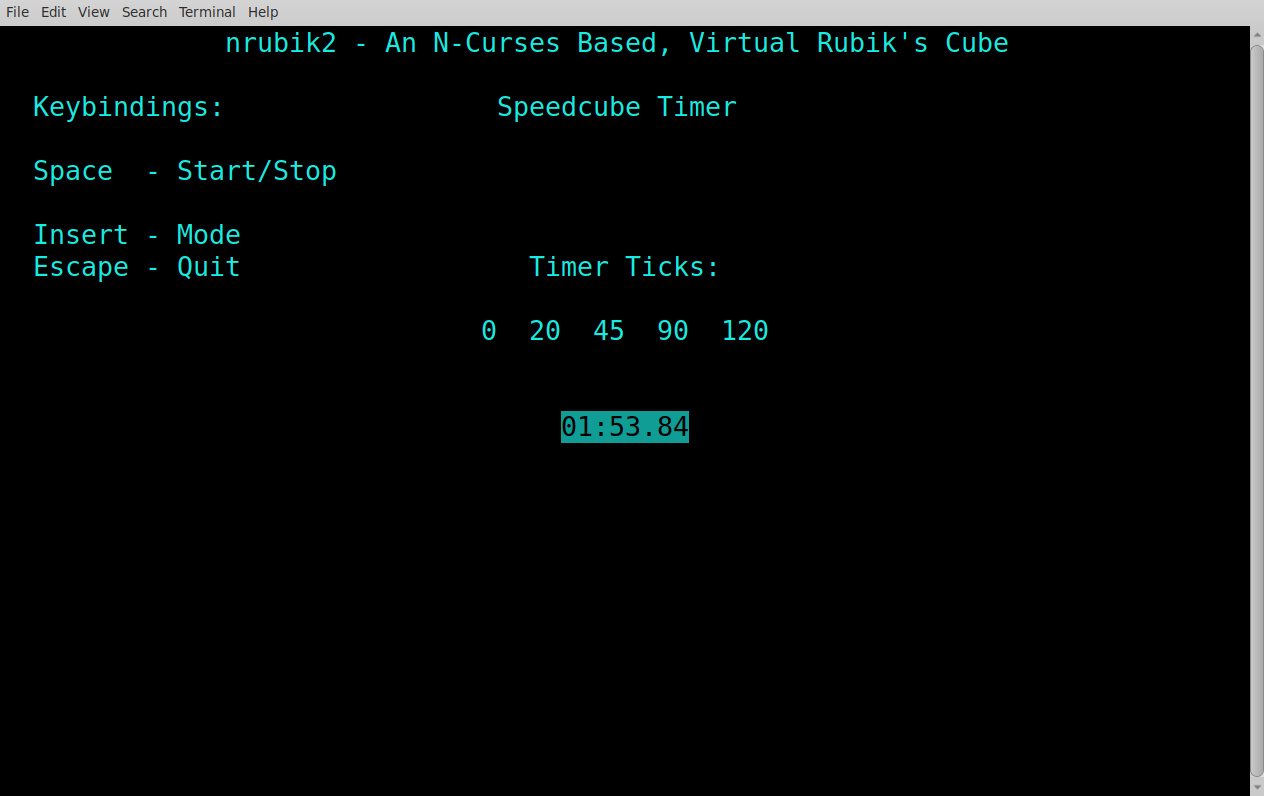 File Edit View Search Terminal Help
nrubik2 - An N-Curses Based, Virtual Rubik's Cube
Keybindings:
Speedcube Timer
Space  - Start/Stop
Insert - Mode
Escape - Quit
Timer Ticks:
0  20  45  90  120
01:53.84